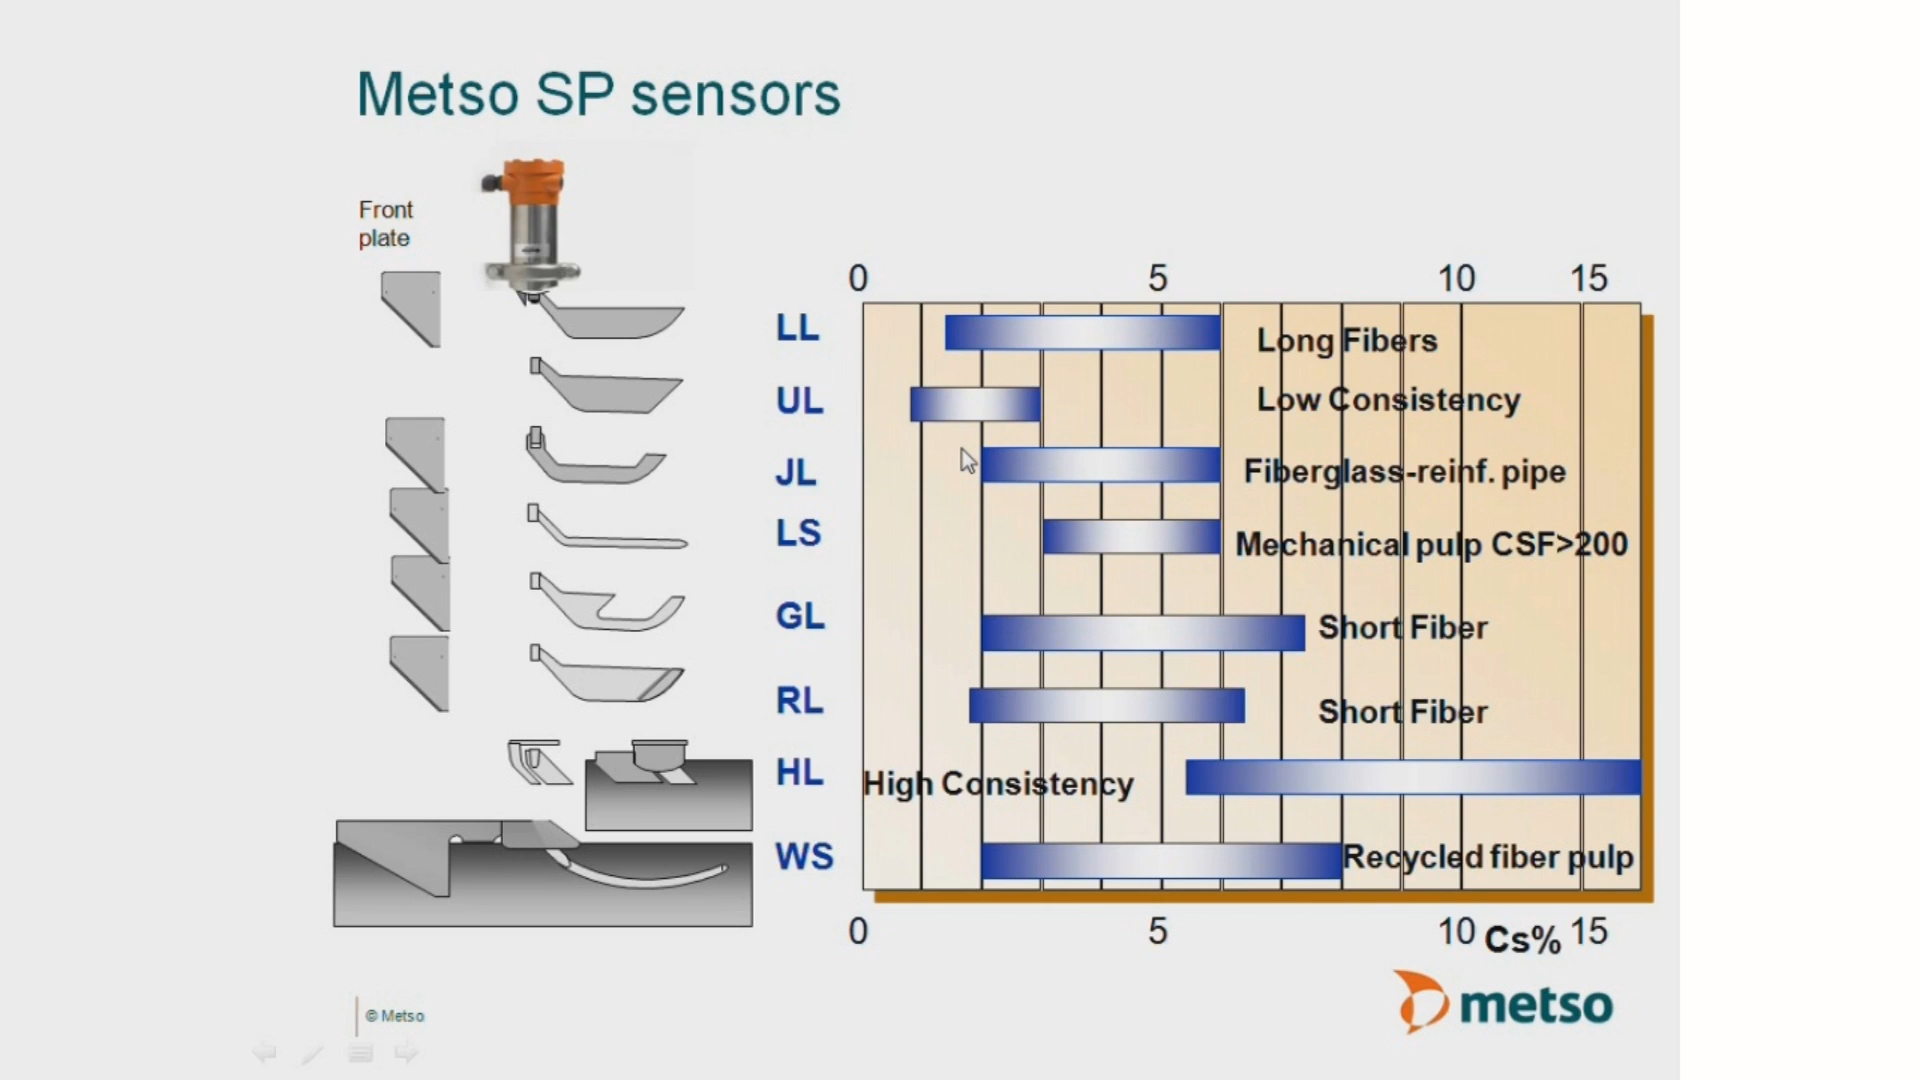 Metso SP sensors
Front
plate
0 5 10 15
LL Long Fibers
UL Low Consistency
JL Fiberglass-reinf. pipe
LS Mechanical pulp CSF>200
GL Short Fiber
RL Short Fiber
HL High Consistency
WS Recycled fiber pulp
0 5 10 Cs% 15
© Metso
metso